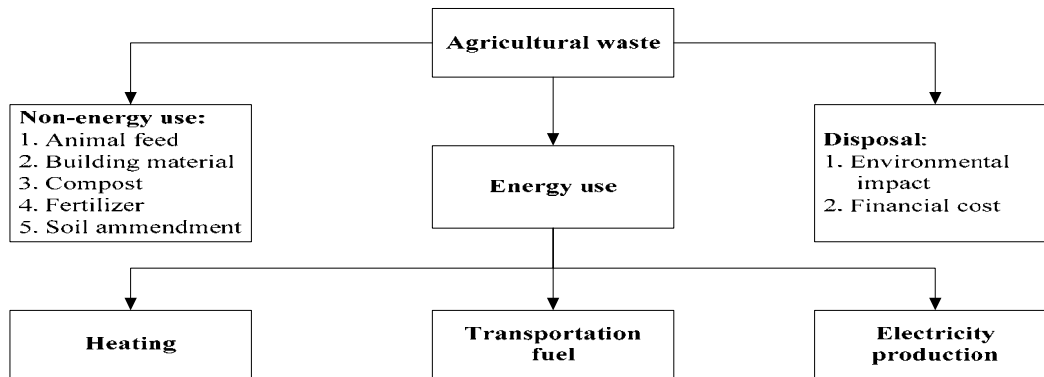 Agricultural waste
Non-energy use:
1. Animal feed
2. Building material
3. Compost
4. Fertilizer
5. Soil ammendment
Energy use
Disposal:
1. Environmental
impact
2. Financial cost
Heating
Transportation
fuel
Electricity
production